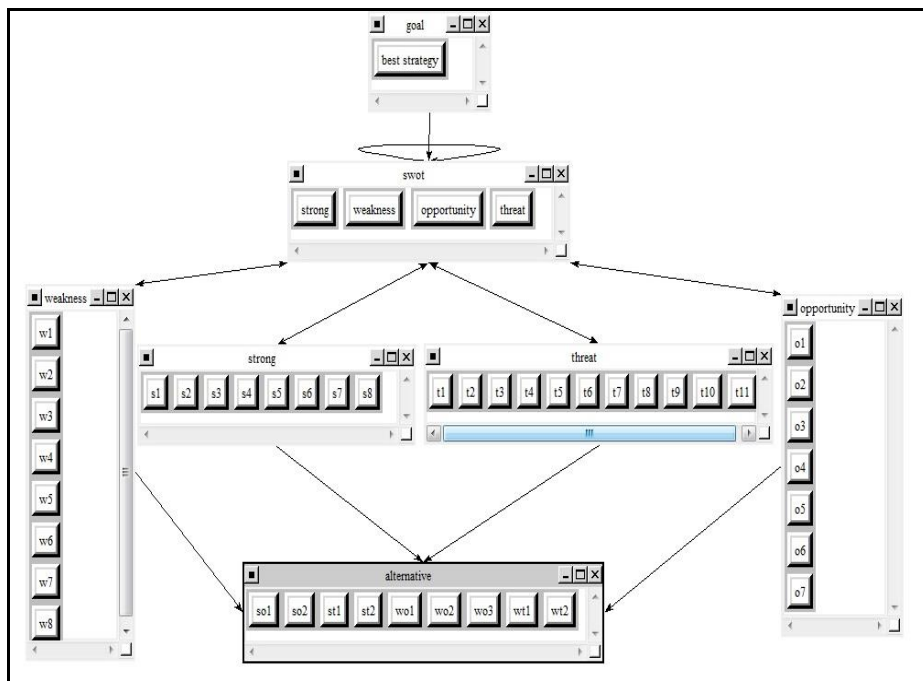 goal
best strategy
swot
strong weakness opportunity threat
weakness
w1
w2
w3
w4
w5
w6
w7
w8
strong
s1 s2 s3 s4 s5 s6 s7 s8
threat
t1 t2 t3 t4 t5 t6 t7 t8 t9 t10 t11
opportunity
o1
o2
o3
o4
o5
o6
o7
alternative
so1 so2 st1 st2 wo1 wo2 wo3 wt1 wt2